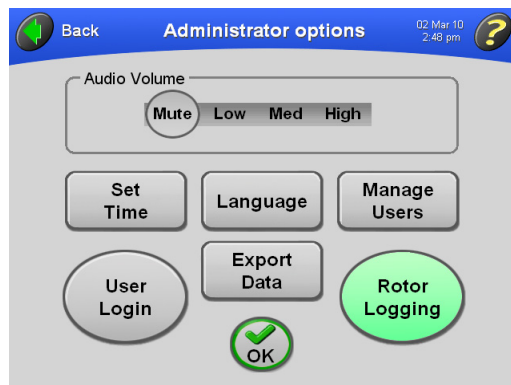 Back
Administrator options
02 Mar 10
2:48 pm
?
Audio Volume
Mute Low Med High
Set
Time
Language
Manage
Users
User
Login
Export
Data
Rotor
Logging
OK